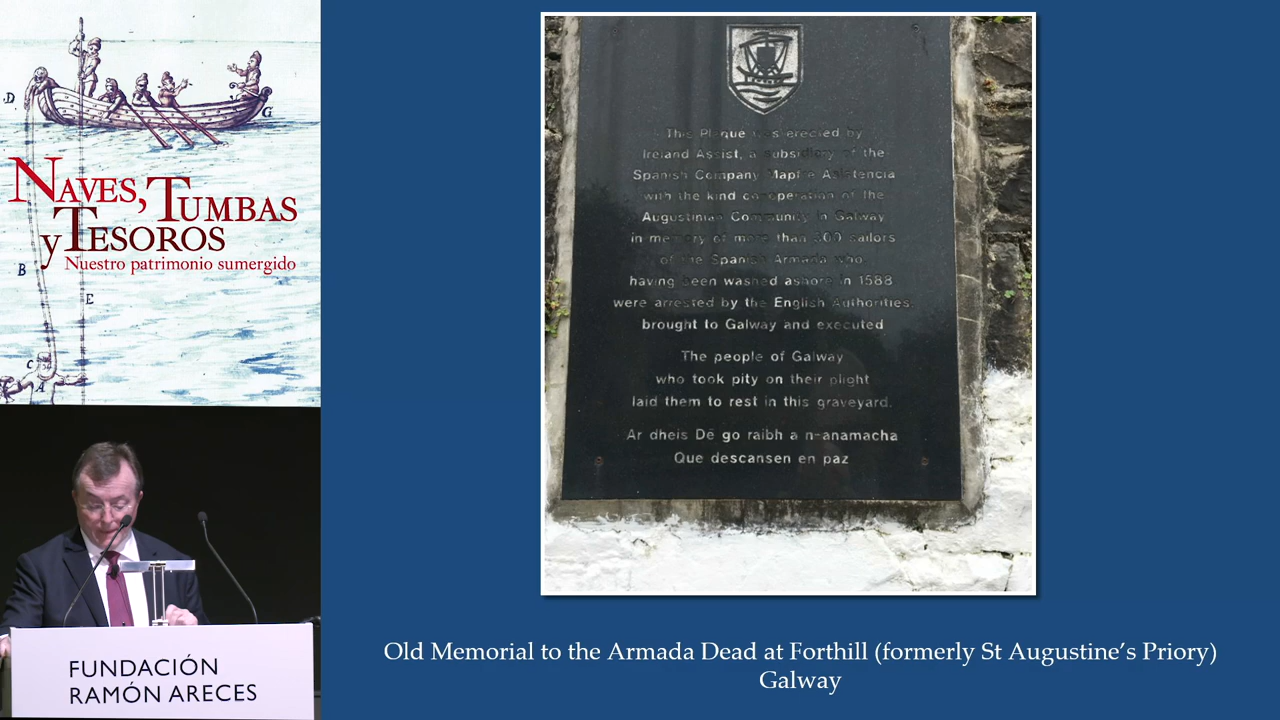 D
G
NAVES, TUMBAS
y TESOROS
Nuestro patrimonio sumergido
B
E
C
A
FUNDACIÓN
RAMÓN ARECES
This Plaque was erected by
Ireland Assist, a subsidiary of the
Spanish Company Mapfre Asistencia
with the kind co-operation of the
Augustinian Community in Galway
in memory of more than 300 sailors
of the Spanish Armada who
having been washed ashore in 1588
were arrested by the English Authorities
brought to Galway and executed
The people of Galway
who took pity on their plight
laid them to rest in this graveyard.
Ar dheis Dé go raibh a n-anamacha
Que descansen en paz
Old Memorial to the Armada Dead at Forthill (formerly St Augustine’s Priory)
Galway